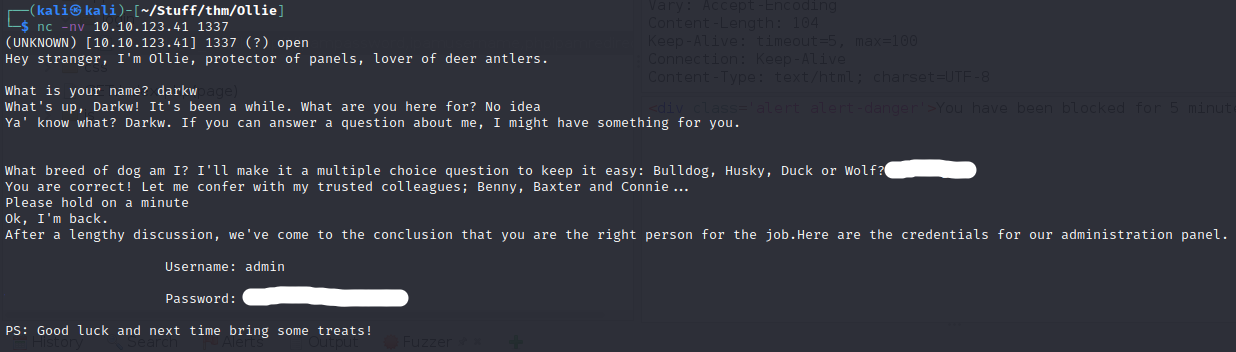 ┌──(kali㉿kali)-[~/Stuff/thm/Ollie]
└─$ nc -nv 10.10.123.41 1337
(UNKNOWN) [10.10.123.41] 1337 (?) open
Hey stranger, I'm Ollie, protector of panels, lover of deer antlers.
What is your name? darkw
What's up, Darkw! It's been a while. What are you here for? No idea
Ya' know what? Darkw. If you can answer a question about me, I might have something for you.
What breed of dog am I? I'll make it a multiple choice question to keep it easy: Bulldog, Husky, Duck or Wolf?
You are correct! Let me confer with my trusted colleagues; Benny, Baxter and Connie...
Please hold on a minute
Ok, I'm back.
After a lengthy discussion, we've come to the conclusion that you are the right person for the job.Here are the credentials for our administration panel.
Username: admin
Password:
PS: Good luck and next time bring some treats!
Vary: Accept-Encoding
Content-Length: 104
Keep-Alive: timeout=5, max=100
Connection: Keep-Alive
Content-Type: text/html; charset=UTF-8
<div class="alert alert-danger">You have been blocked for 5 minut
History Search Alerts Output Fuzzer